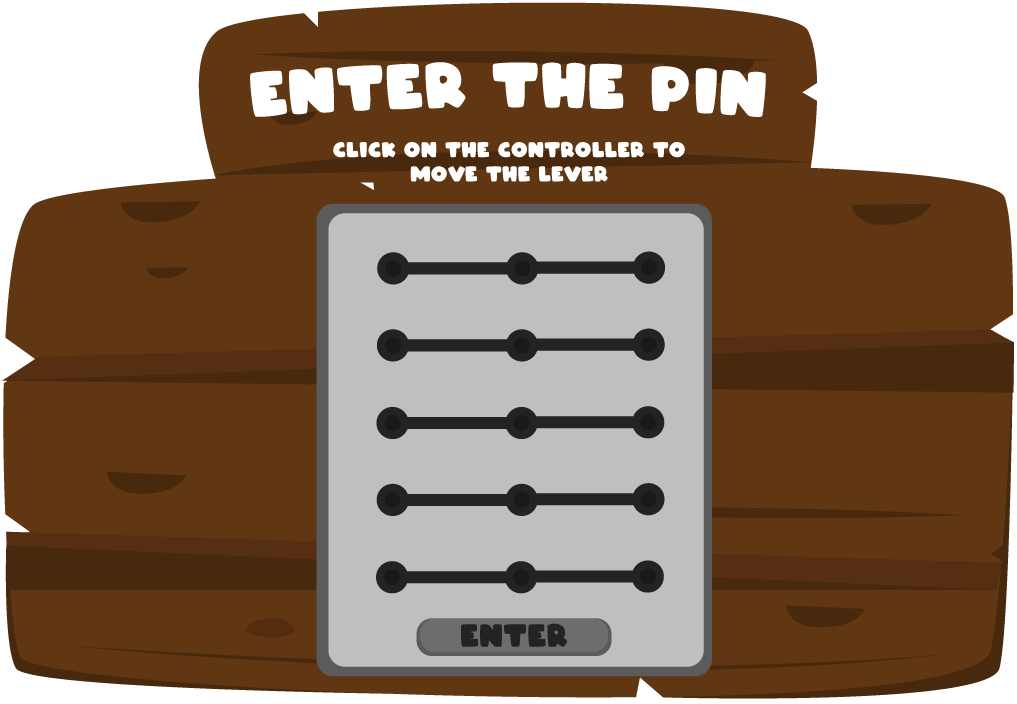 ENTER THE PIN
CLICK ON THE CONTROLLER TO
MOVE THE LEVER
ENTER